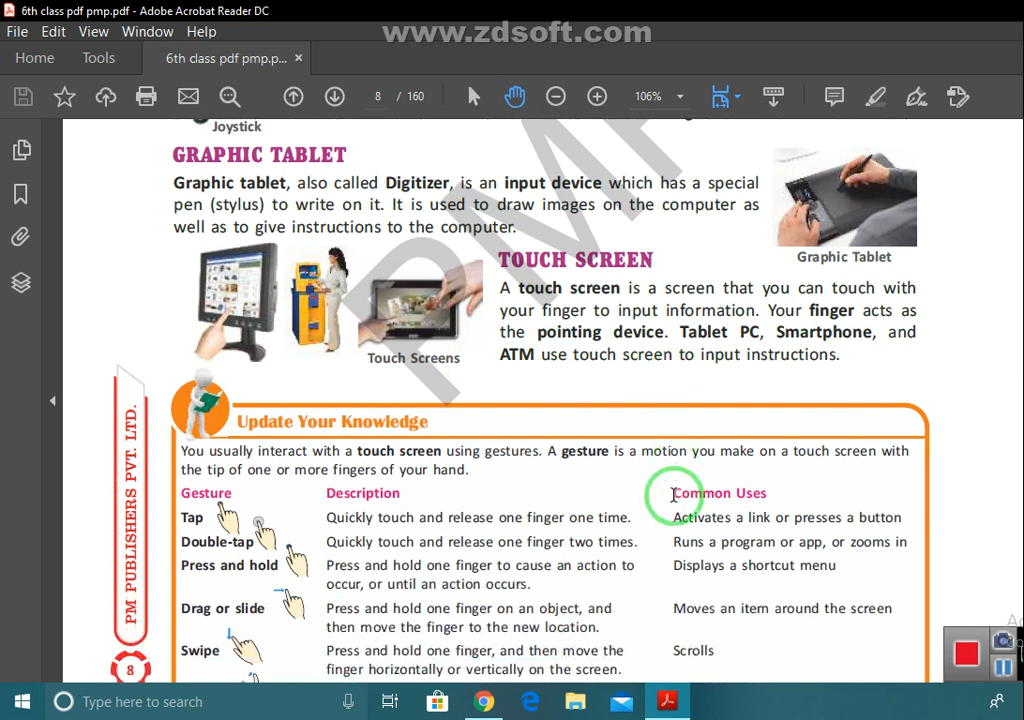 6th class pdf pmp.pdf - Adobe Acrobat Reader DC
File Edit View Window Help
www.zdsoft.com
Home Tools 6th class pdf pmp.p... ×
8 / 160 106%
Joystick
GRAPHIC TABLET
Graphic tablet, also called Digitizer, is an input device which has a special
pen (stylus) to write on it. It is used to draw images on the computer as
well as to give instructions to the computer.
Graphic Tablet
TOUCH SCREEN
A touch screen is a screen that you can touch with
your finger to input information. Your finger acts as
the pointing device. Tablet PC, Smartphone, and
ATM use touch screen to input instructions.
Touch Screens
PMP
PM PUBLISHERS PVT. LTD.
8
Update Your Knowledge
You usually interact with a touch screen using gestures. A gesture is a motion you make on a touch screen with
the tip of one or more fingers of your hand.
Gesture Description Common Uses
Tap Quickly touch and release one finger one time. Activates a link or presses a button
Double-tap Quickly touch and release one finger two times. Runs a program or app, or zooms in
Press and hold Press and hold one finger to cause an action to Displays a shortcut menu
occur, or until an action occurs.
Drag or slide Press and hold one finger on an object, and Moves an item around the screen
then move the finger to the new location.
Swipe Press and hold one finger, and then move the Scrolls
finger horizontally or vertically on the screen.
Type here to search